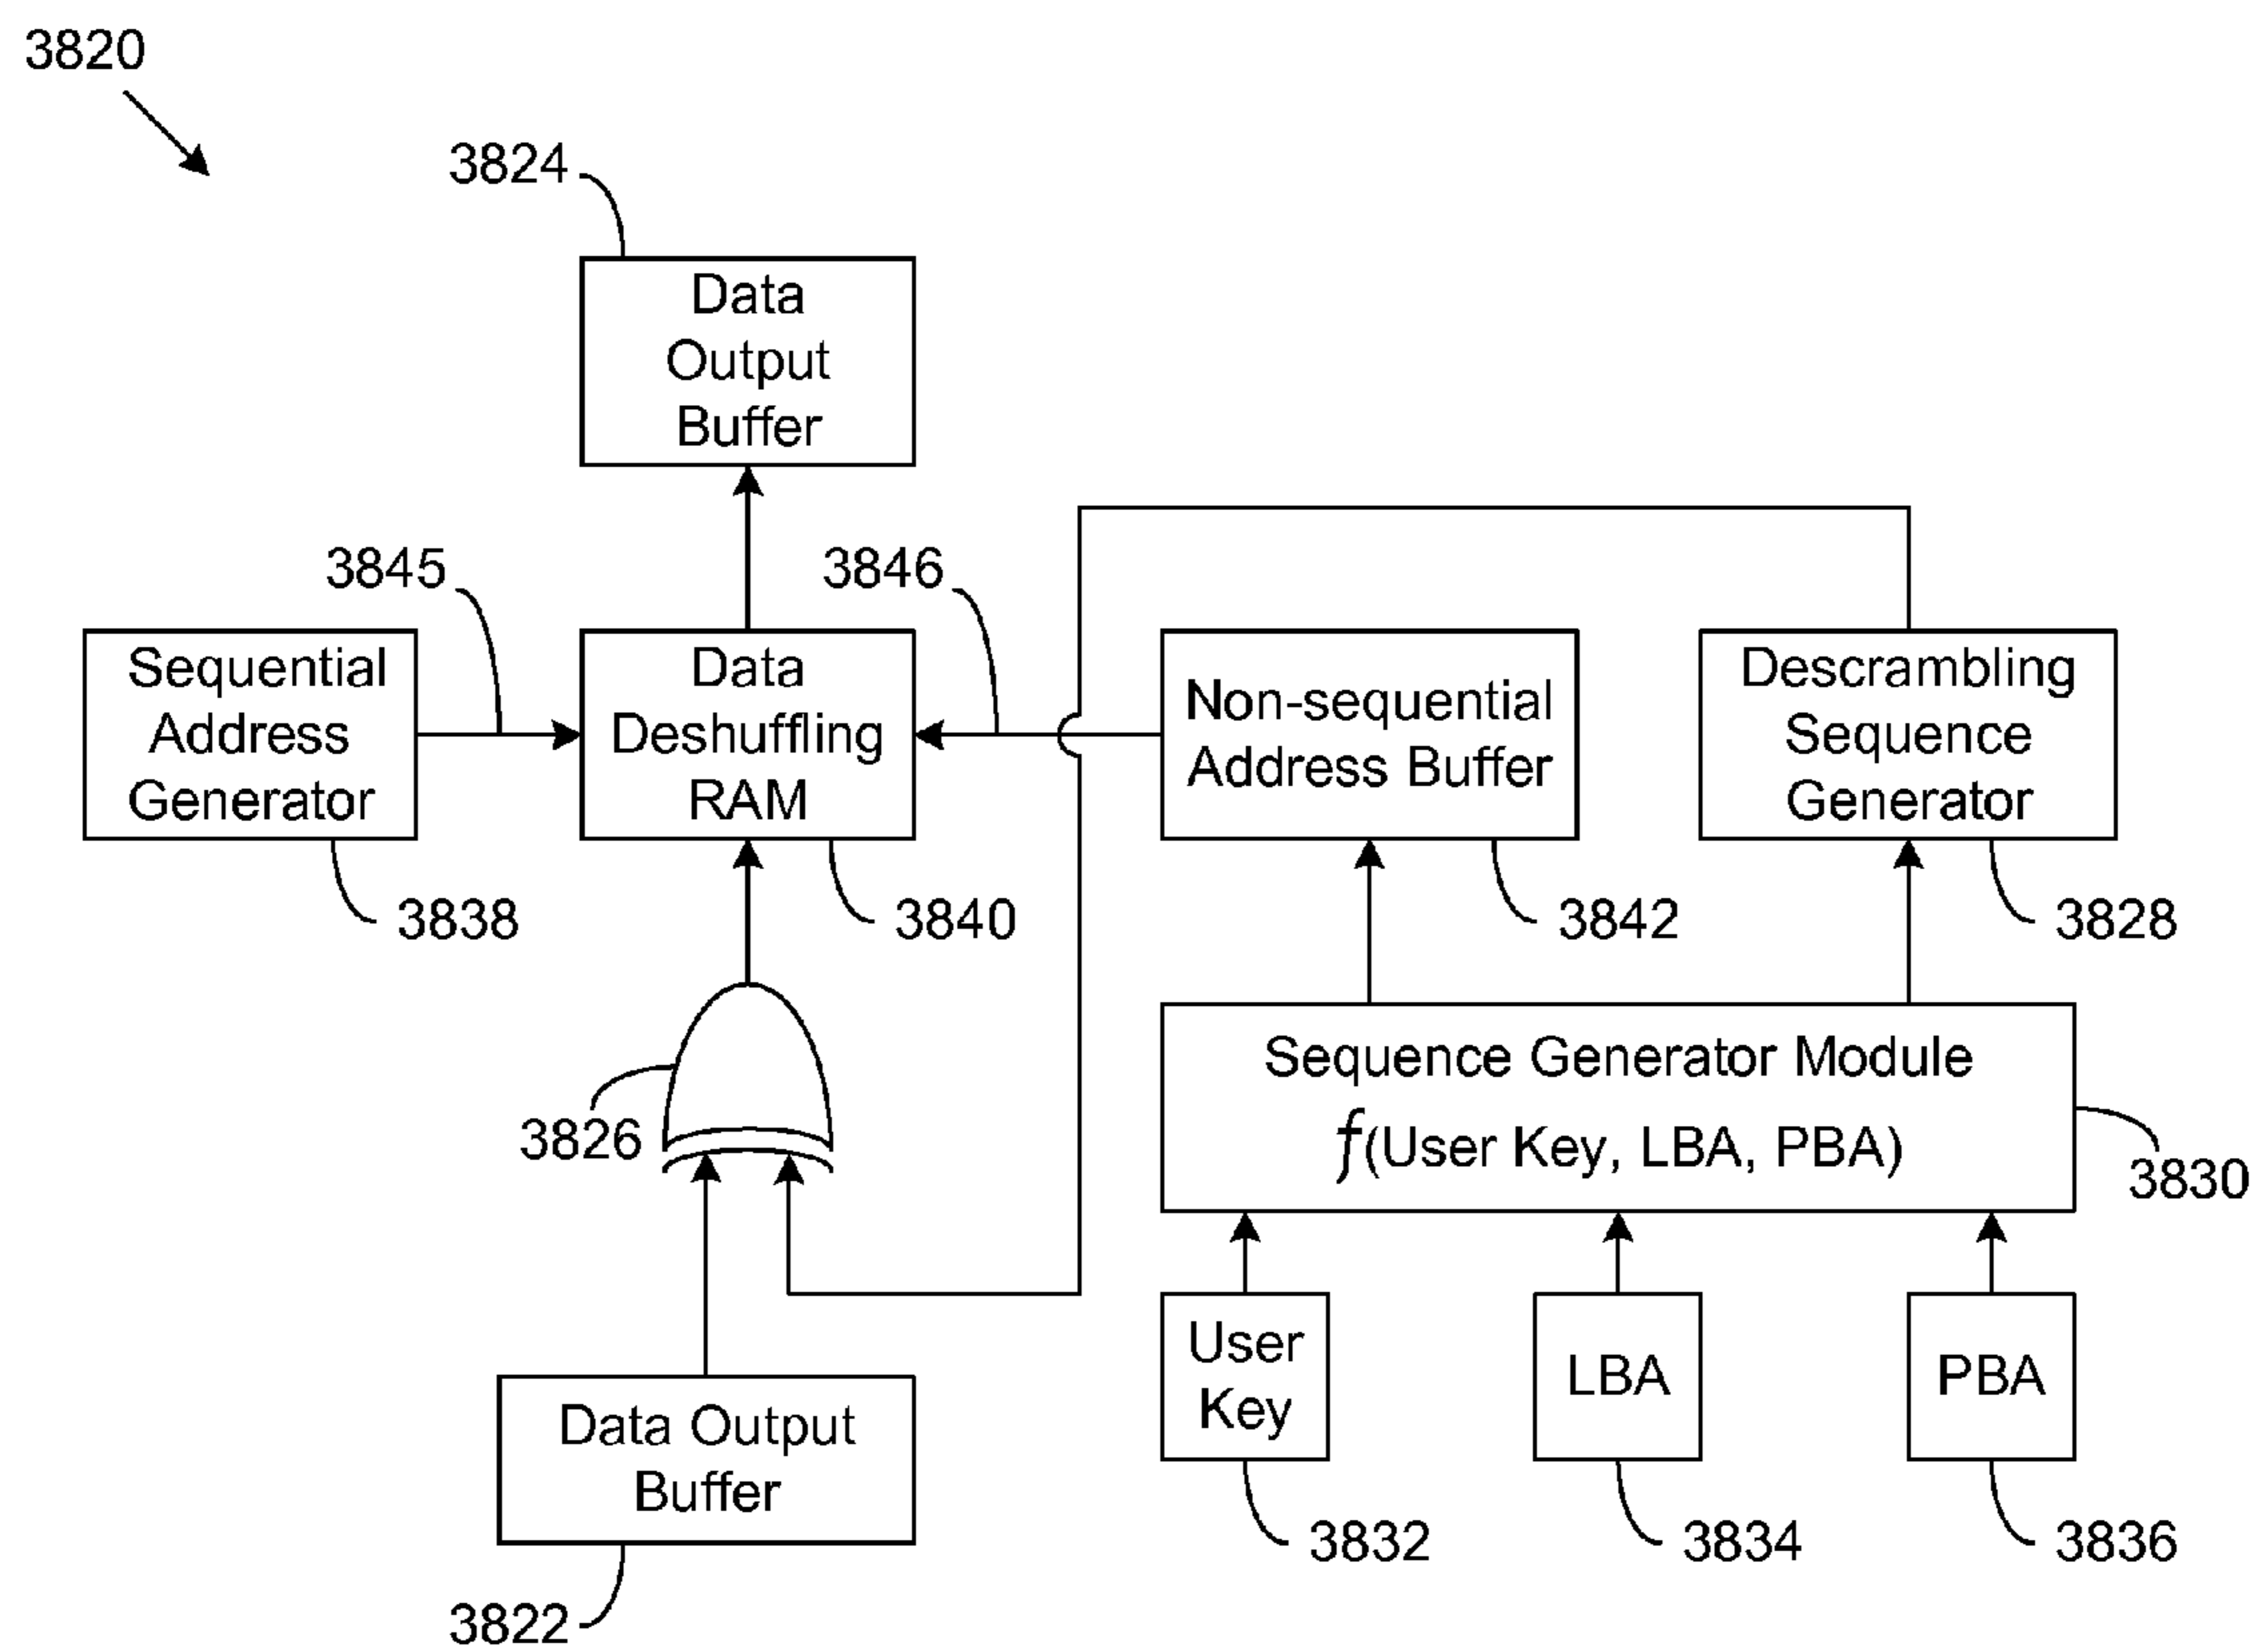 3820
3824
Data
Output
Buffer
3845
3846
Sequential
Address
Generator
Data
Deshuffling
RAM
Non-sequential
Address Buffer
Descrambling
Sequence
Generator
3838
3840
3842
3828
3826
Sequence Generator Module
f(User Key, LBA, PBA)
3830
User
Key
LBA
PBA
Data Output
Buffer
3832
3834
3836
3822